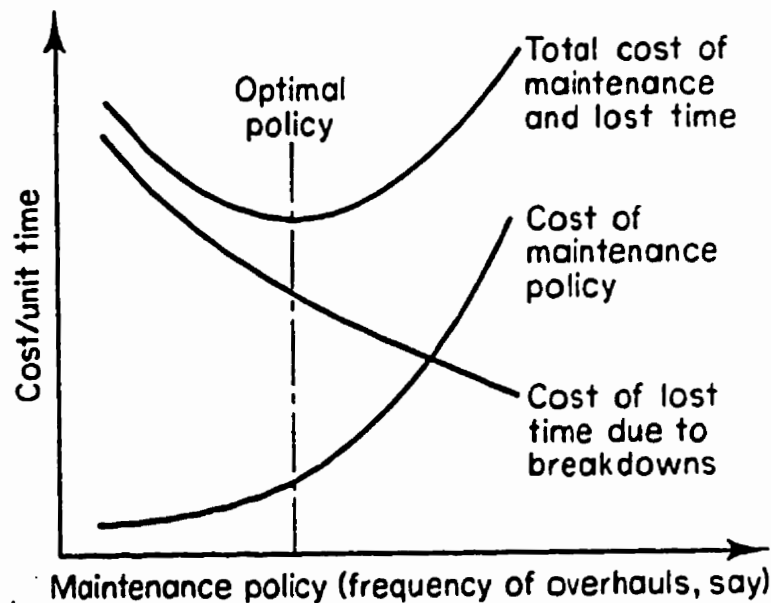 Total cost of
maintenance
and lost time
Optimal
policy
Cost of
maintenance
policy
Cost/unit time
Cost of lost
time due to
breakdowns
Maintenance policy (frequency of overhauls, say)